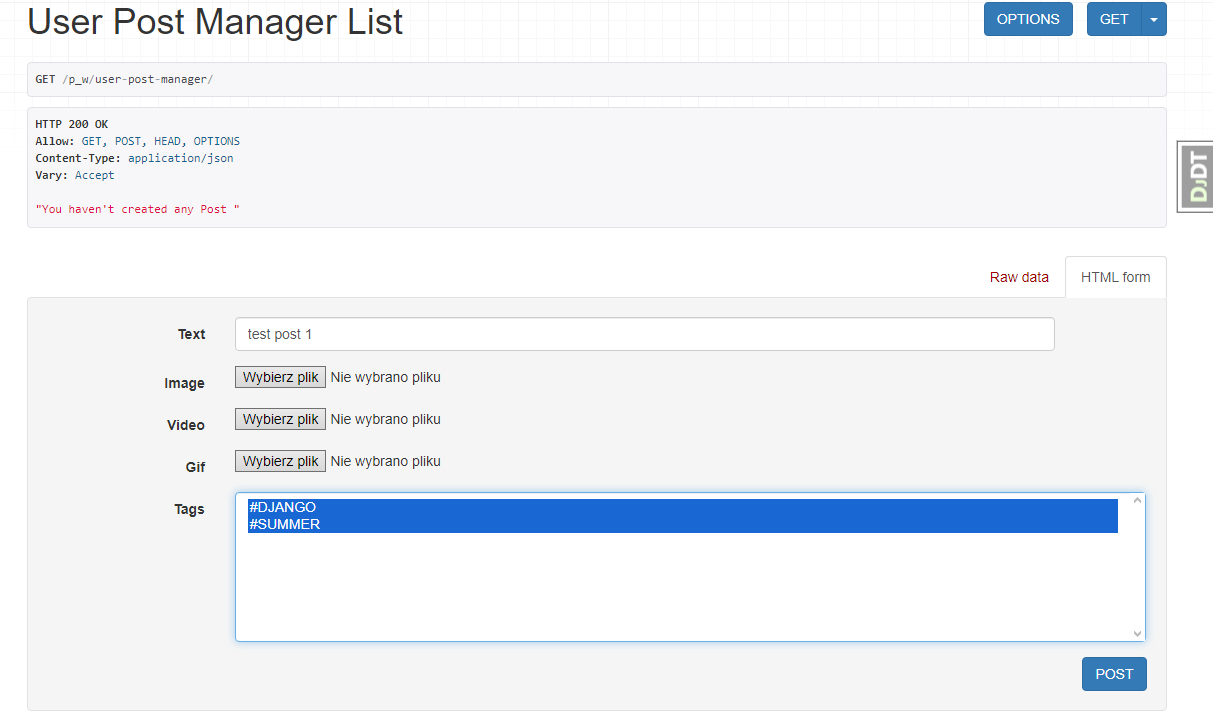 User Post Manager List
OPTIONS
GET
GET /p_w/user-post-manager/
HTTP 200 OK
Allow: GET, POST, HEAD, OPTIONS
Content-Type: application/json
Vary: Accept
"You haven't created any Post "
DJDT
Raw data
HTML form
Text test post 1
Image Wybierz plik Nie wybrano pliku
Video Wybierz plik Nie wybrano pliku
Gif Wybierz plik Nie wybrano pliku
Tags #DJANGO
#SUMMER
POST